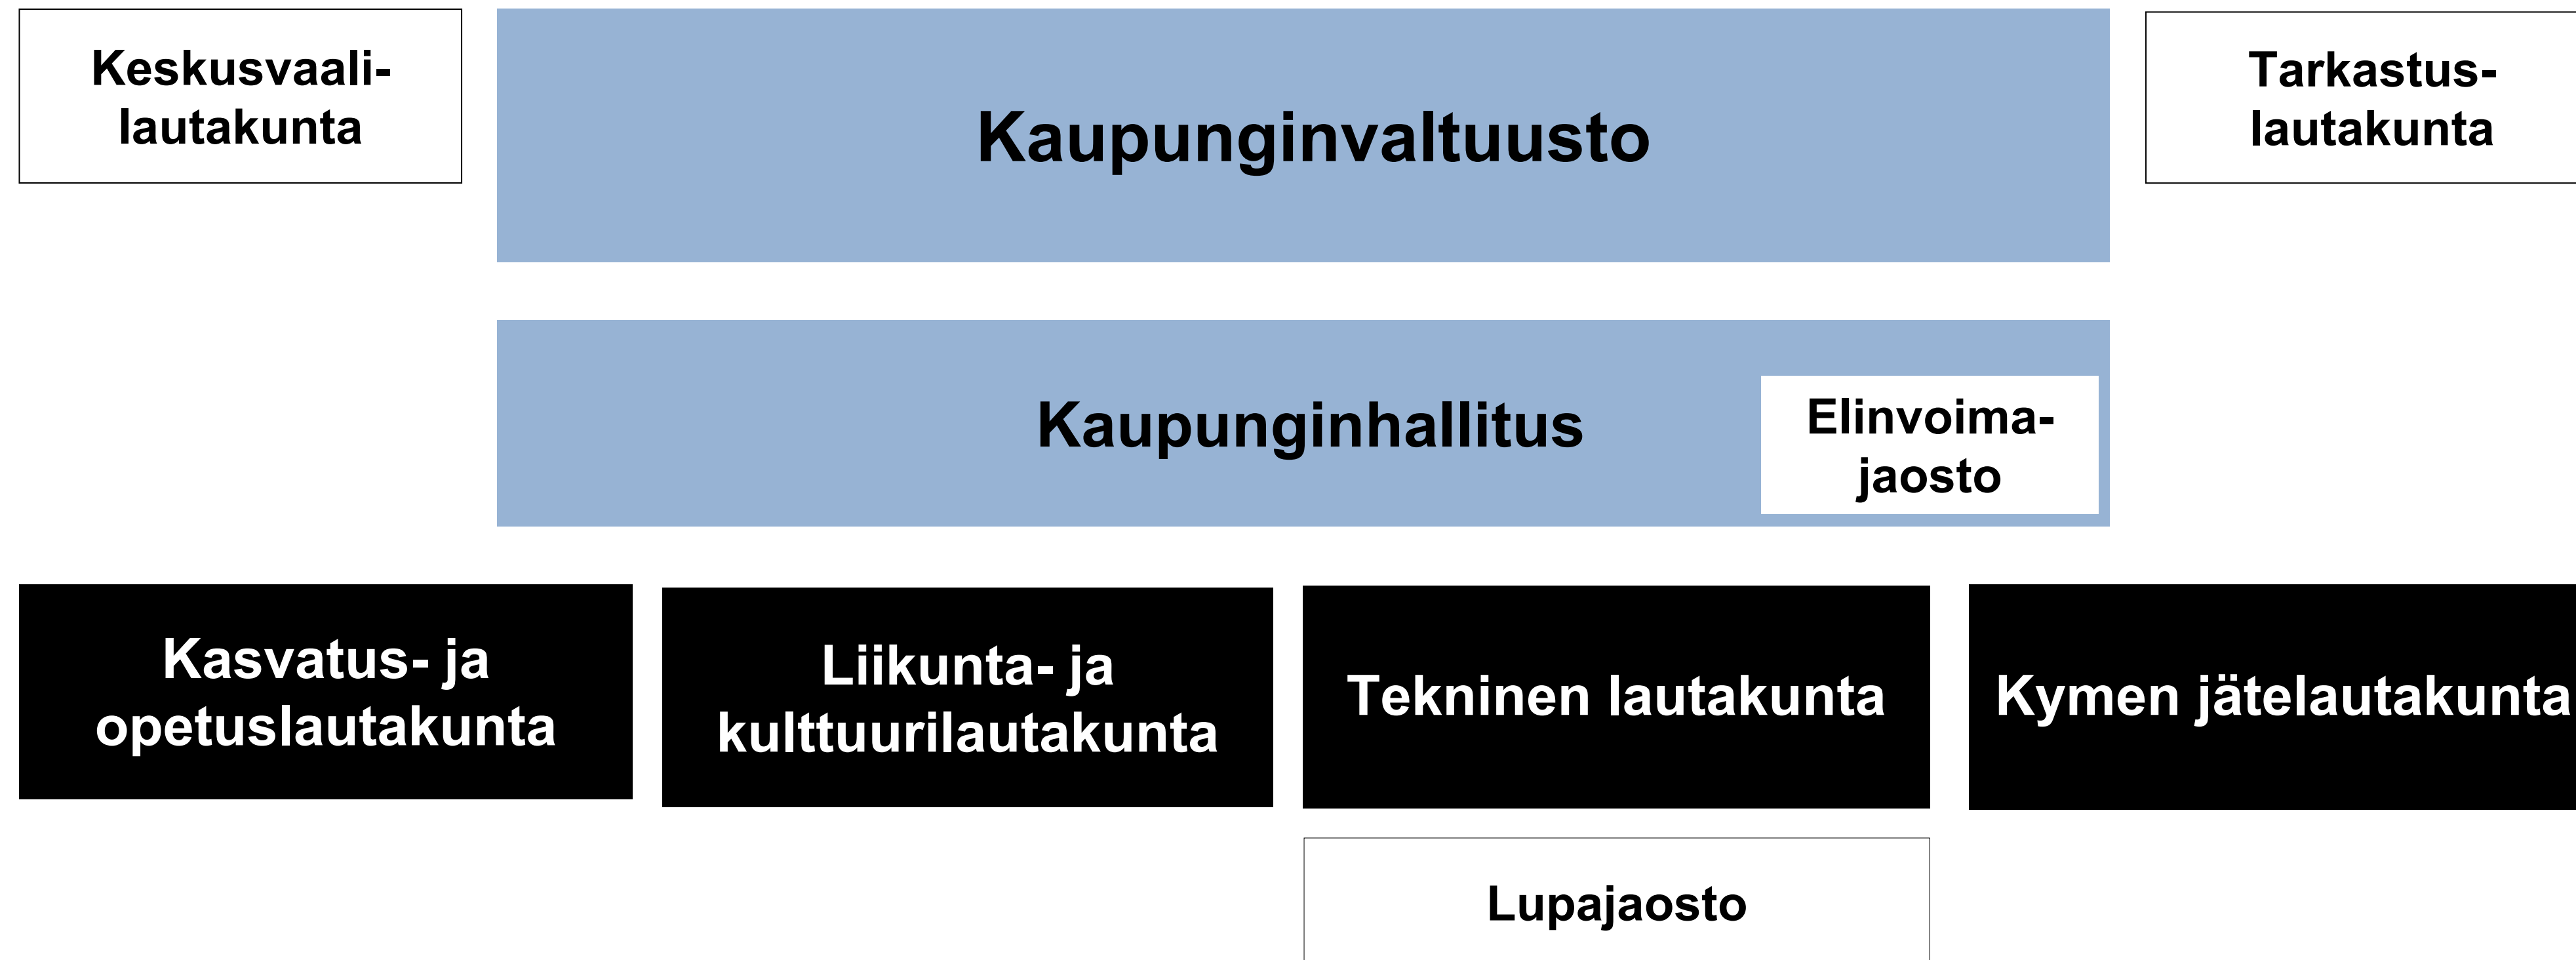 Keskusvaali-
lautakunta
Kaupunginvaltuusto
Tarkastus-
lautakunta
Kaupunginhallitus
Elinvoima-
jaosto
Kasvatus- ja
opetuslautakunta
Liikunta- ja
kulttuurilautakunta
Tekninen lautakunta
Kymen jätelautakunta
Lupajaosto